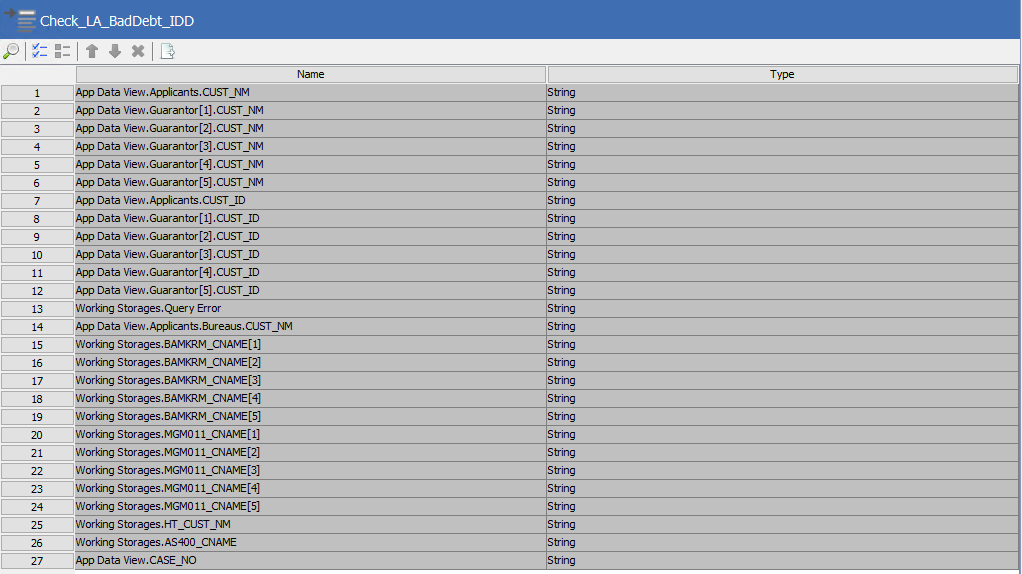 Check_LA_BadDebt_IDD
Name Type
1 App Data View.Applicants.CUST_NM String
2 App Data View.Guarantor[1].CUST_NM String
3 App Data View.Guarantor[2].CUST_NM String
4 App Data View.Guarantor[3].CUST_NM String
5 App Data View.Guarantor[4].CUST_NM String
6 App Data View.Guarantor[5].CUST_NM String
7 App Data View.Applicants.CUST_ID String
8 App Data View.Guarantor[1].CUST_ID String
9 App Data View.Guarantor[2].CUST_ID String
10 App Data View.Guarantor[3].CUST_ID String
11 App Data View.Guarantor[4].CUST_ID String
12 App Data View.Guarantor[5].CUST_ID String
13 Working Storages.Query Error String
14 App Data View.Applicants.Bureaus.CUST_NM String
15 Working Storages.BAMKRM_CNAME[1] String
16 Working Storages.BAMKRM_CNAME[2] String
17 Working Storages.BAMKRM_CNAME[3] String
18 Working Storages.BAMKRM_CNAME[4] String
19 Working Storages.BAMKRM_CNAME[5] String
20 Working Storages.MGM011_CNAME[1] String
21 Working Storages.MGM011_CNAME[2] String
22 Working Storages.MGM011_CNAME[3] String
23 Working Storages.MGM011_CNAME[4] String
24 Working Storages.MGM011_CNAME[5] String
25 Working Storages.HT_CUST_NM String
26 Working Storages.AS400_CNAME String
27 App Data View.CASE_NO String